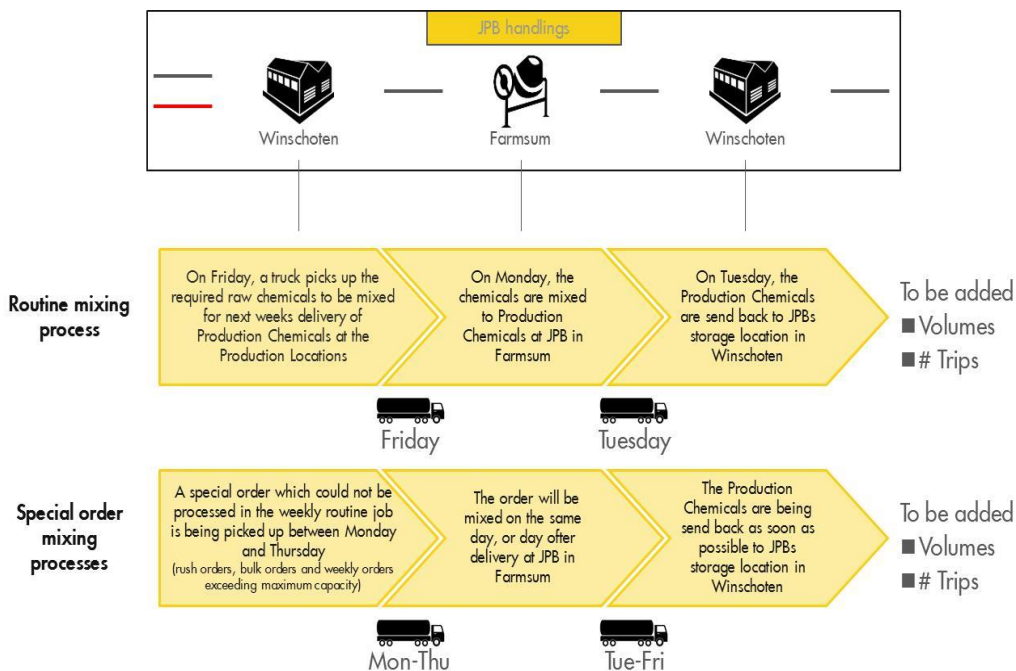 JPB handlings
Winschoten
Farmsum
Winschoten
Routine mixing
process
On Friday, a truck picks up the
required raw chemicals to be mixed
for next weeks delivery of
Production Chemicals at the
Production Locations
On Monday, the
chemicals are mixed
to Production
Chemicals at JPB in
Farmsum
On Tuesday, the
Production Chemicals
are send back to JPBs
storage location in
Winschoten
To be added
■ Volumes
■ # Trips
Friday
Tuesday
Special order
mixing
processes
A special order which could not be
processed in the weekly routine job
is being picked up between Monday
and Thursday
(rush orders, bulk orders and weekly orders
exceeding maximum capacity)
The order will be
mixed on the same
day, or day ofter
delivery at JPB in
Farmsum
The Production
Chemicals are being
send back as soon as
possible to JPBs
storage location in
Winschoten
To be added
■ Volumes
■ # Trips
Mon-Thu
Tue-Fri